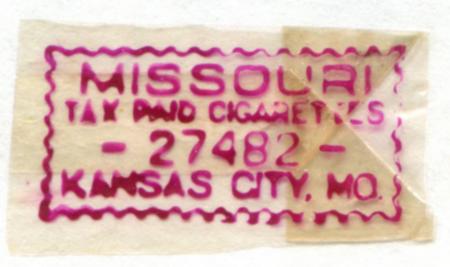 MISSOURI
TAX PAID CIGARETTES
- 27482 -
KANSAS CITY, MO.